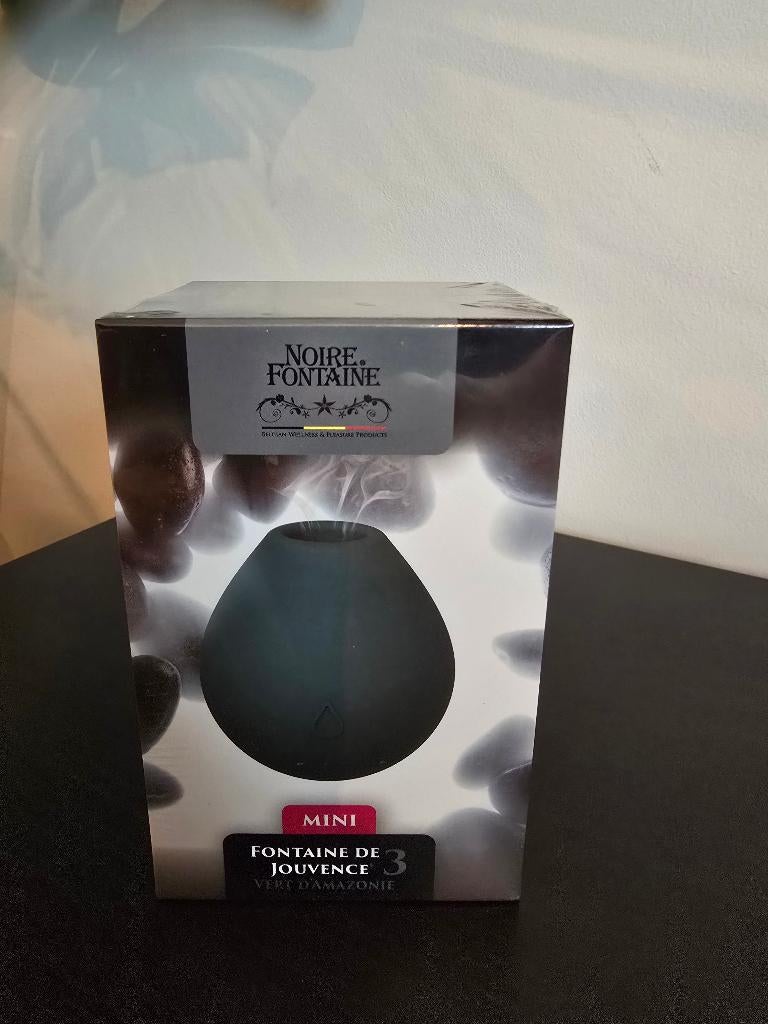 NOIRE
FONTAINE
BELGIAN WELLNESS & PLEASURE PRODUCTS
MINI
FONTAINE DE
JOUVENCE 3
VERT D'AMAZONIE